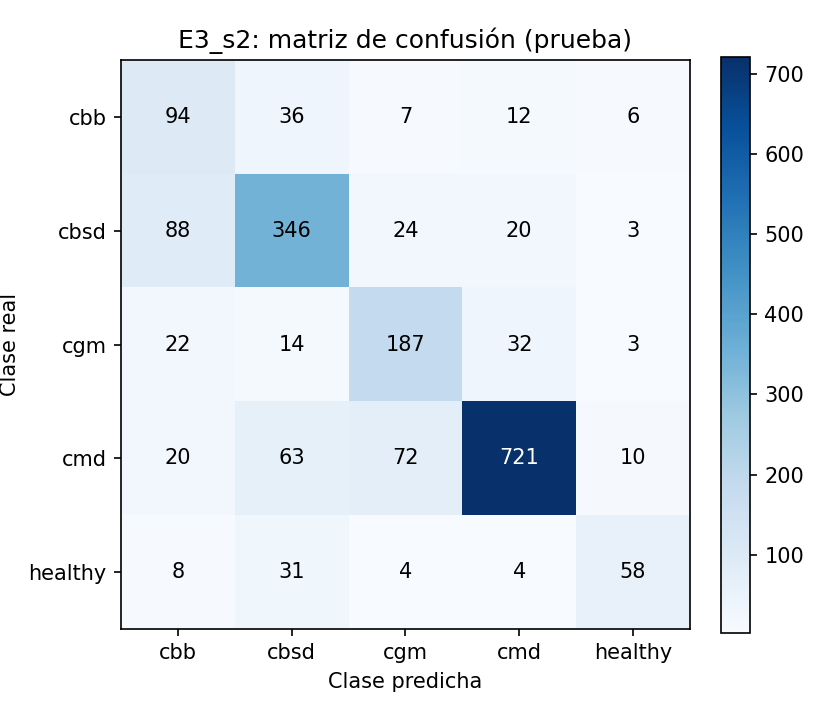 E3_s2: matriz de confusión (prueba)
Clase real
cbb 94 36 7 12 6
cbsd 88 346 24 20 3
cgm 22 14 187 32 3
cmd 20 63 72 721 10
healthy 8 31 4 4 58
cbb cbsd cgm cmd healthy
Clase predicha
700
600
500
400
300
200
100